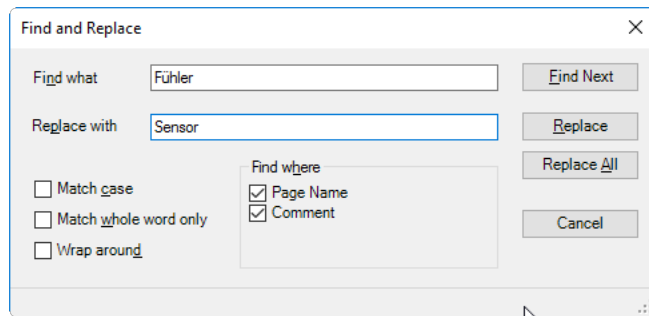 Find and Replace
Find what Fühler Find Next
Replace with Sensor Replace
Replace All
Find where
Match case Page Name
Match whole word only Comment
Cancel
Wrap around